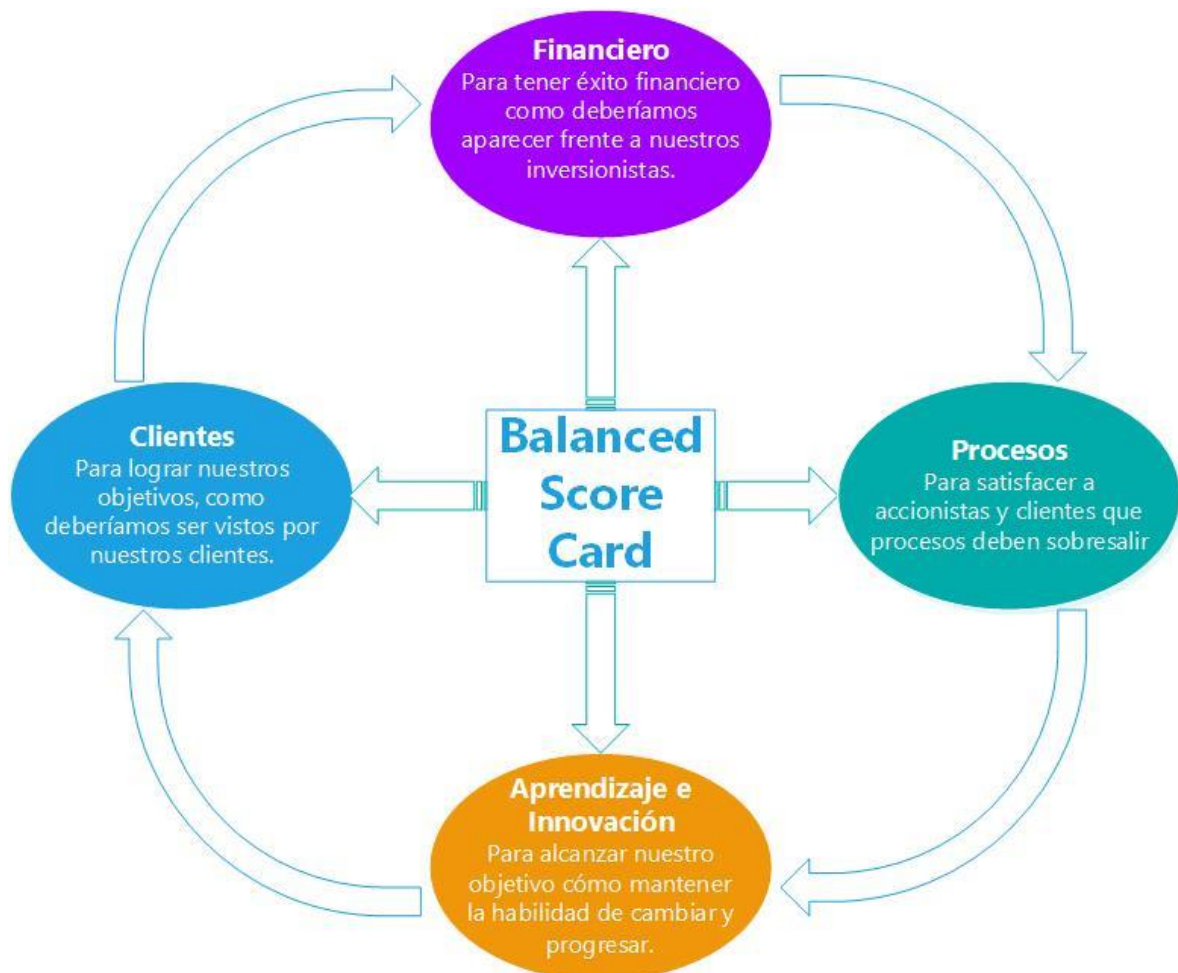 Financiero
Para tener éxito financiero
como deberíamos
aparecer frente a nuestros
inversionistas.
Clientes
Para lograr nuestros
objetivos, como
deberíamos ser vistos por
nuestros clientes.
Balanced
Score
Card
Procesos
Para satisfacer a
accionistas y clientes que
procesos deben sobresalir
Aprendizaje e
Innovación
Para alcanzar nuestro
objetivo cómo mantener
la habilidad de cambiar y
progresar.